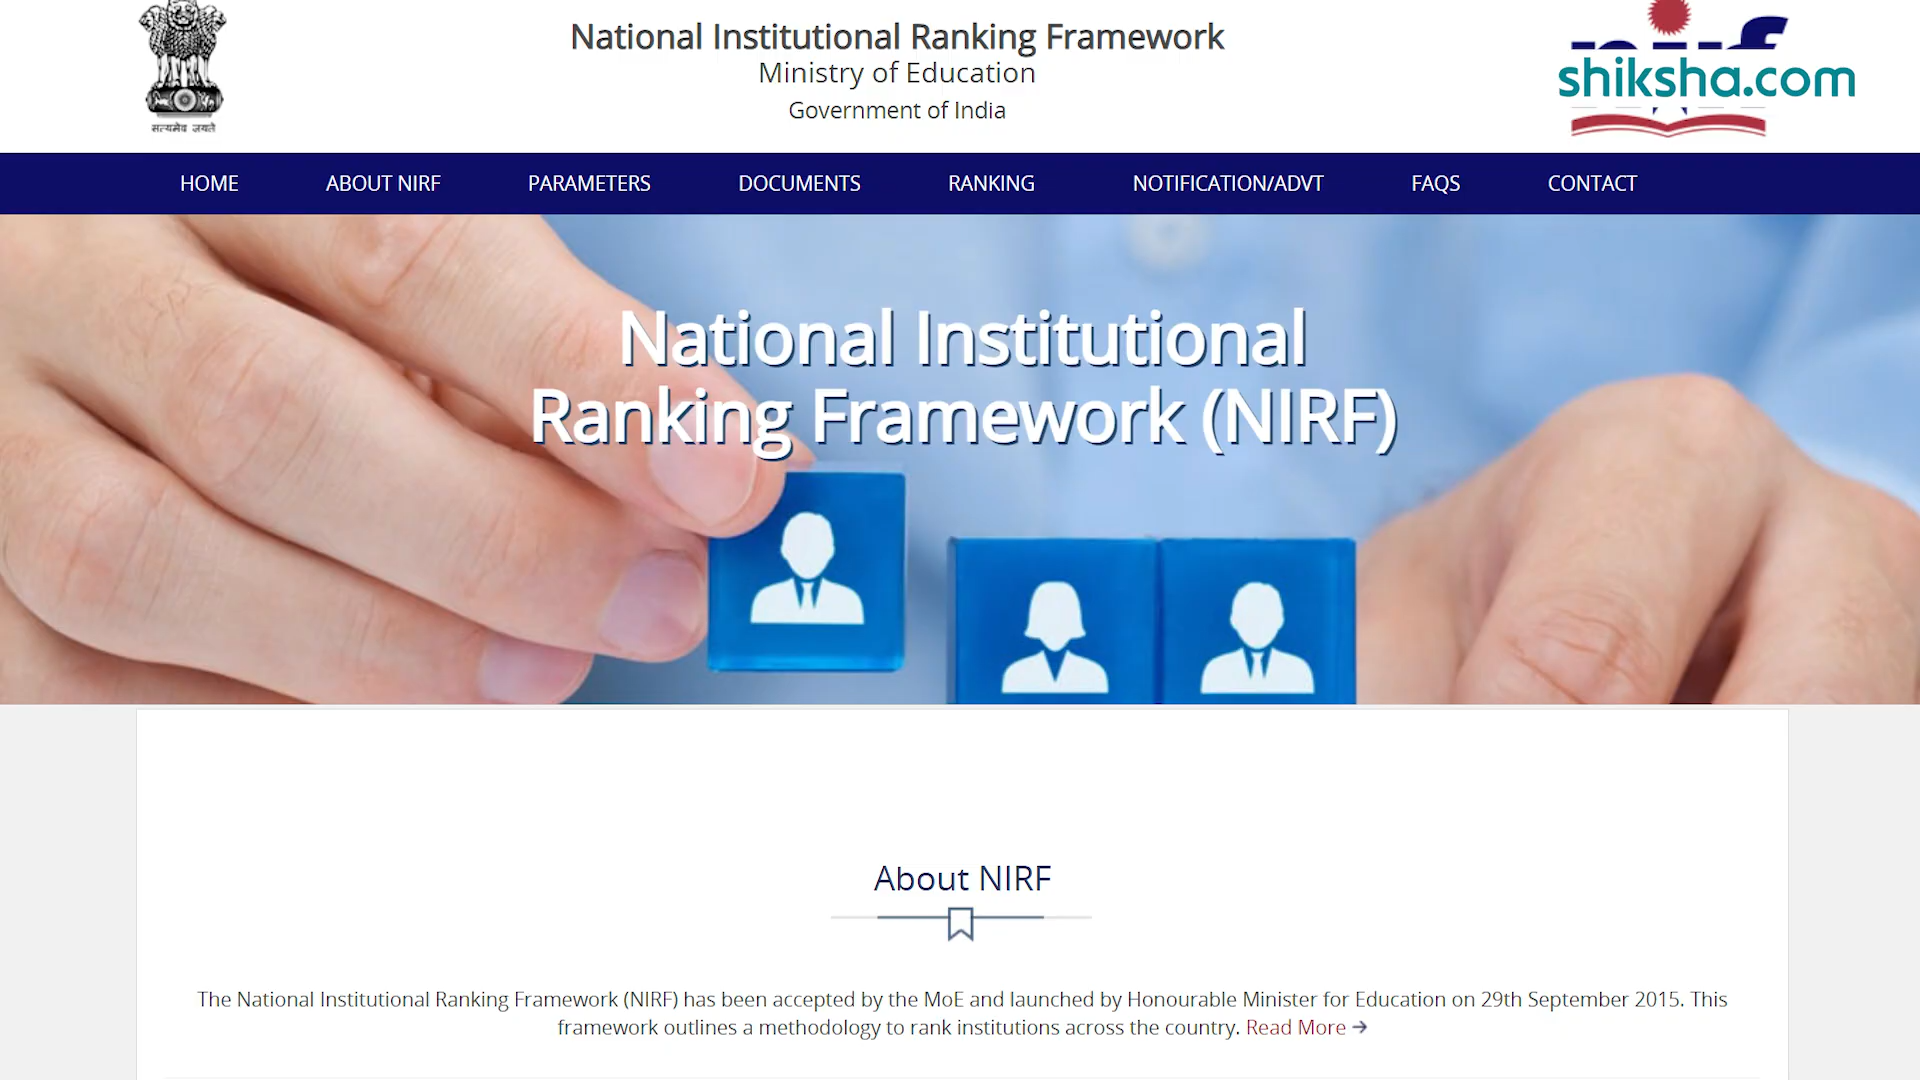 National Institutional Ranking Framework
Ministry of Education
Government of India
सत्यमेव जयते
shiksha.com
HOME ABOUT NIRF PARAMETERS DOCUMENTS RANKING NOTIFICATION/ADVT FAQS CONTACT
National Institutional
Ranking Framework (NIRF)
About NIRF
The National Institutional Ranking Framework (NIRF) has been accepted by the MoE and launched by Honourable Minister for Education on 29th September 2015. This
framework outlines a methodology to rank institutions across the country. Read More →